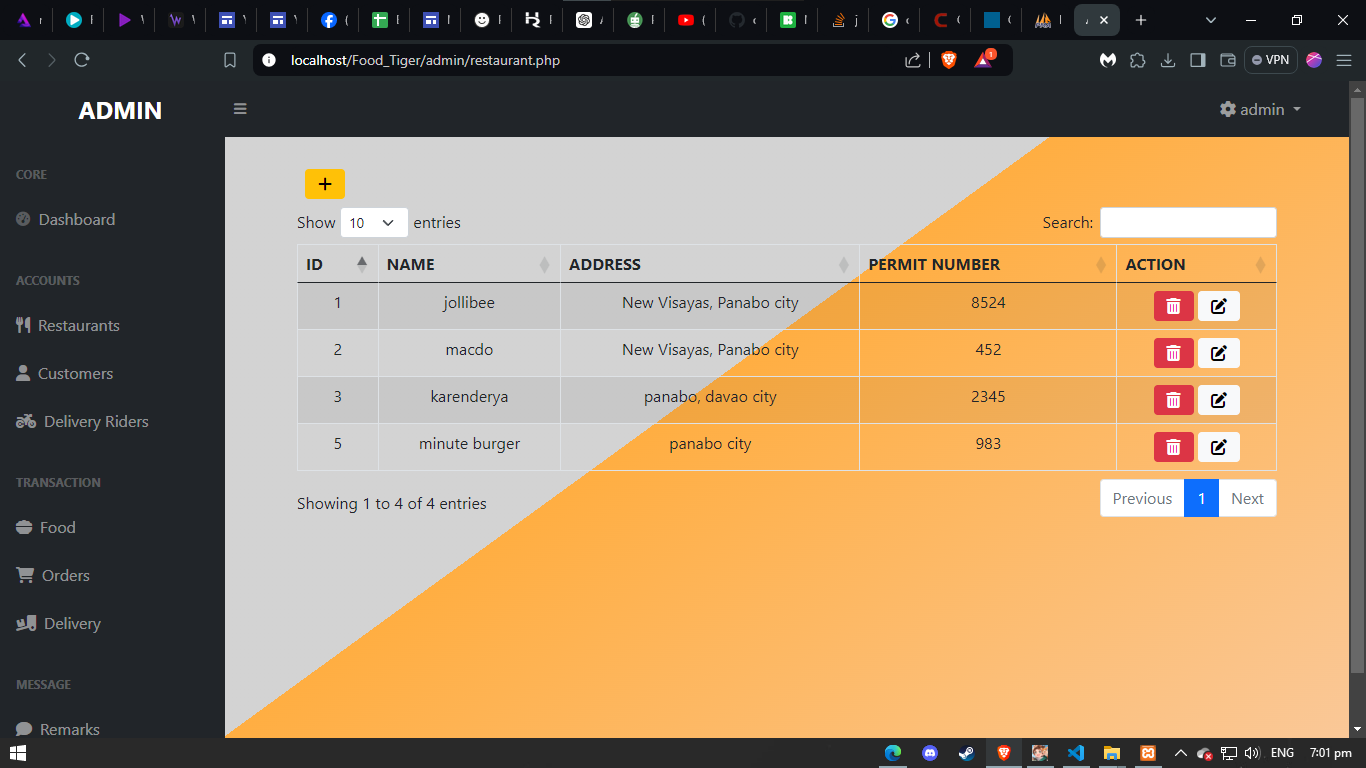 localhost/Food_Tiger/admin/restaurant.php
1
VPN
ADMIN
admin
CORE
Dashboard
ACCOUNTS
Restaurants
Customers
Delivery Riders
TRANSACTION
Food
Orders
Delivery
MESSAGE
Remarks
Show 10 entries
Search:
ID NAME ADDRESS PERMIT NUMBER ACTION
1 jollibee New Visayas, Panabo city 8524
2 macdo New Visayas, Panabo city 452
3 karenderya panabo, davao city 2345
5 minute burger panabo city 983
Showing 1 to 4 of 4 entries
Previous 1 Next
ENG 7:01 pm